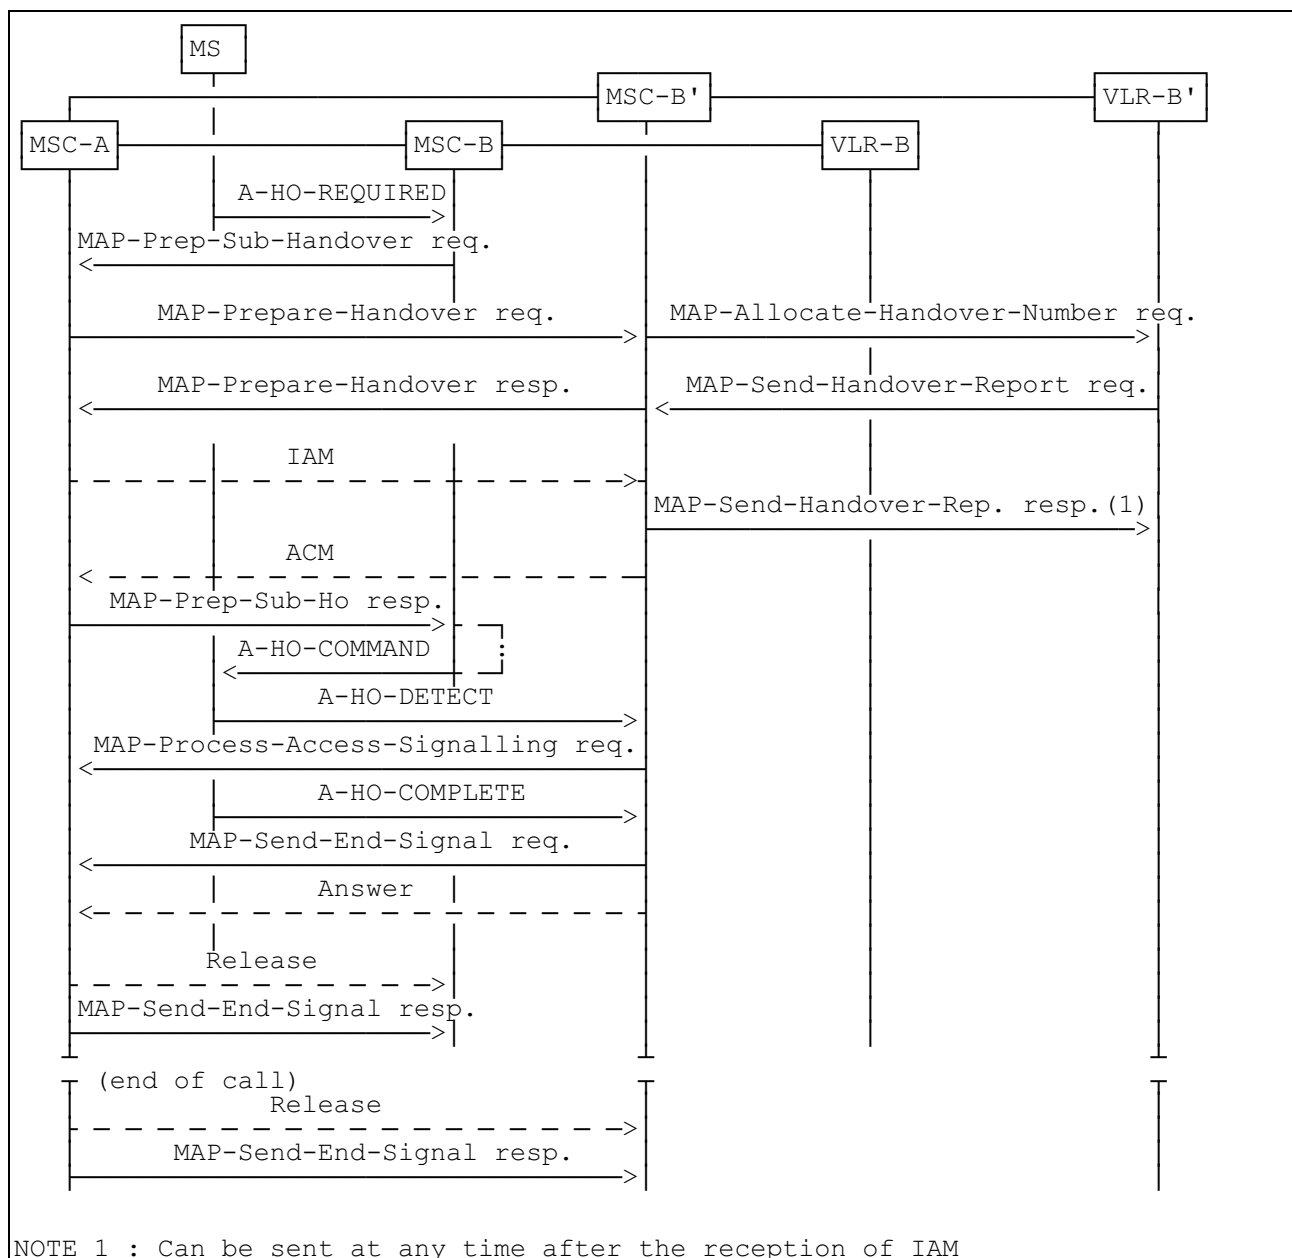 MS
MSC-B' VLR-B'
MSC-A MSC-B VLR-B
A-HO-REQUIRED
MAP-Prep-Sub-Handover req.
MAP-Prepare-Handover req. MAP-Allocate-Handover-Number req.
MAP-Prepare-Handover resp. MAP-Send-Handover-Report req.
IAM
MAP-Send-Handover-Rep. resp.(1)
ACM
MAP-Prep-Sub-Ho resp.
A-HO-COMMAND
A-HO-DETECT
MAP-Process-Access-Signalling req.
A-HO-COMPLETE
MAP-Send-End-Signal req.
Answer
Release
MAP-Send-End-Signal resp.
(end of call)
Release
MAP-Send-End-Signal resp.
NOTE 1 : Can be sent at any time after the reception of IAM